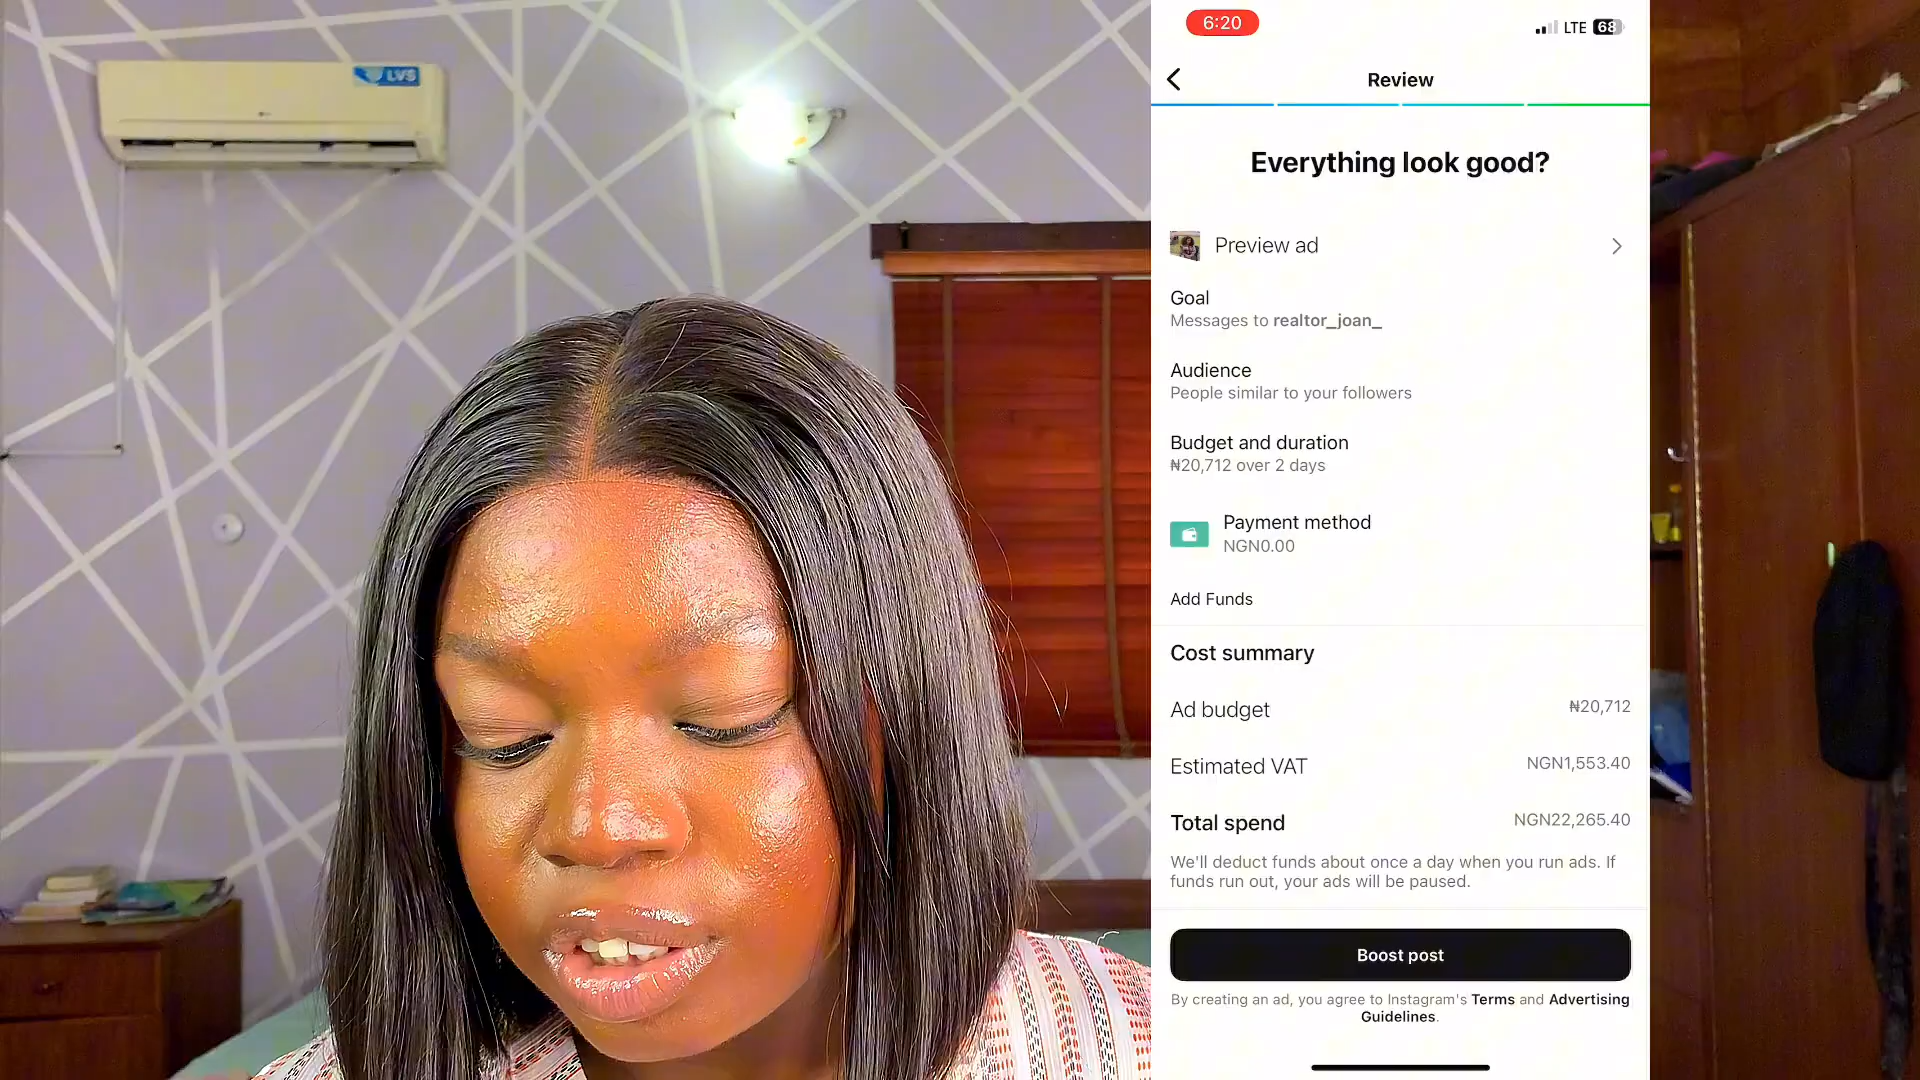 LVS
6:20
LTE 68
Review
Everything look good?
Preview ad
Goal
Messages to realtor_joan_
Audience
People similar to your followers
Budget and duration
₦20,712 over 2 days
Payment method
NGN0.00
Add Funds
Cost summary
Ad budget ₦20,712
Estimated VAT NGN1,553.40
Total spend NGN22,265.40
We'll deduct funds about once a day when you run ads. If
funds run out, your ads will be paused.
Boost post
By creating an ad, you agree to Instagram's Terms and Advertising
Guidelines.